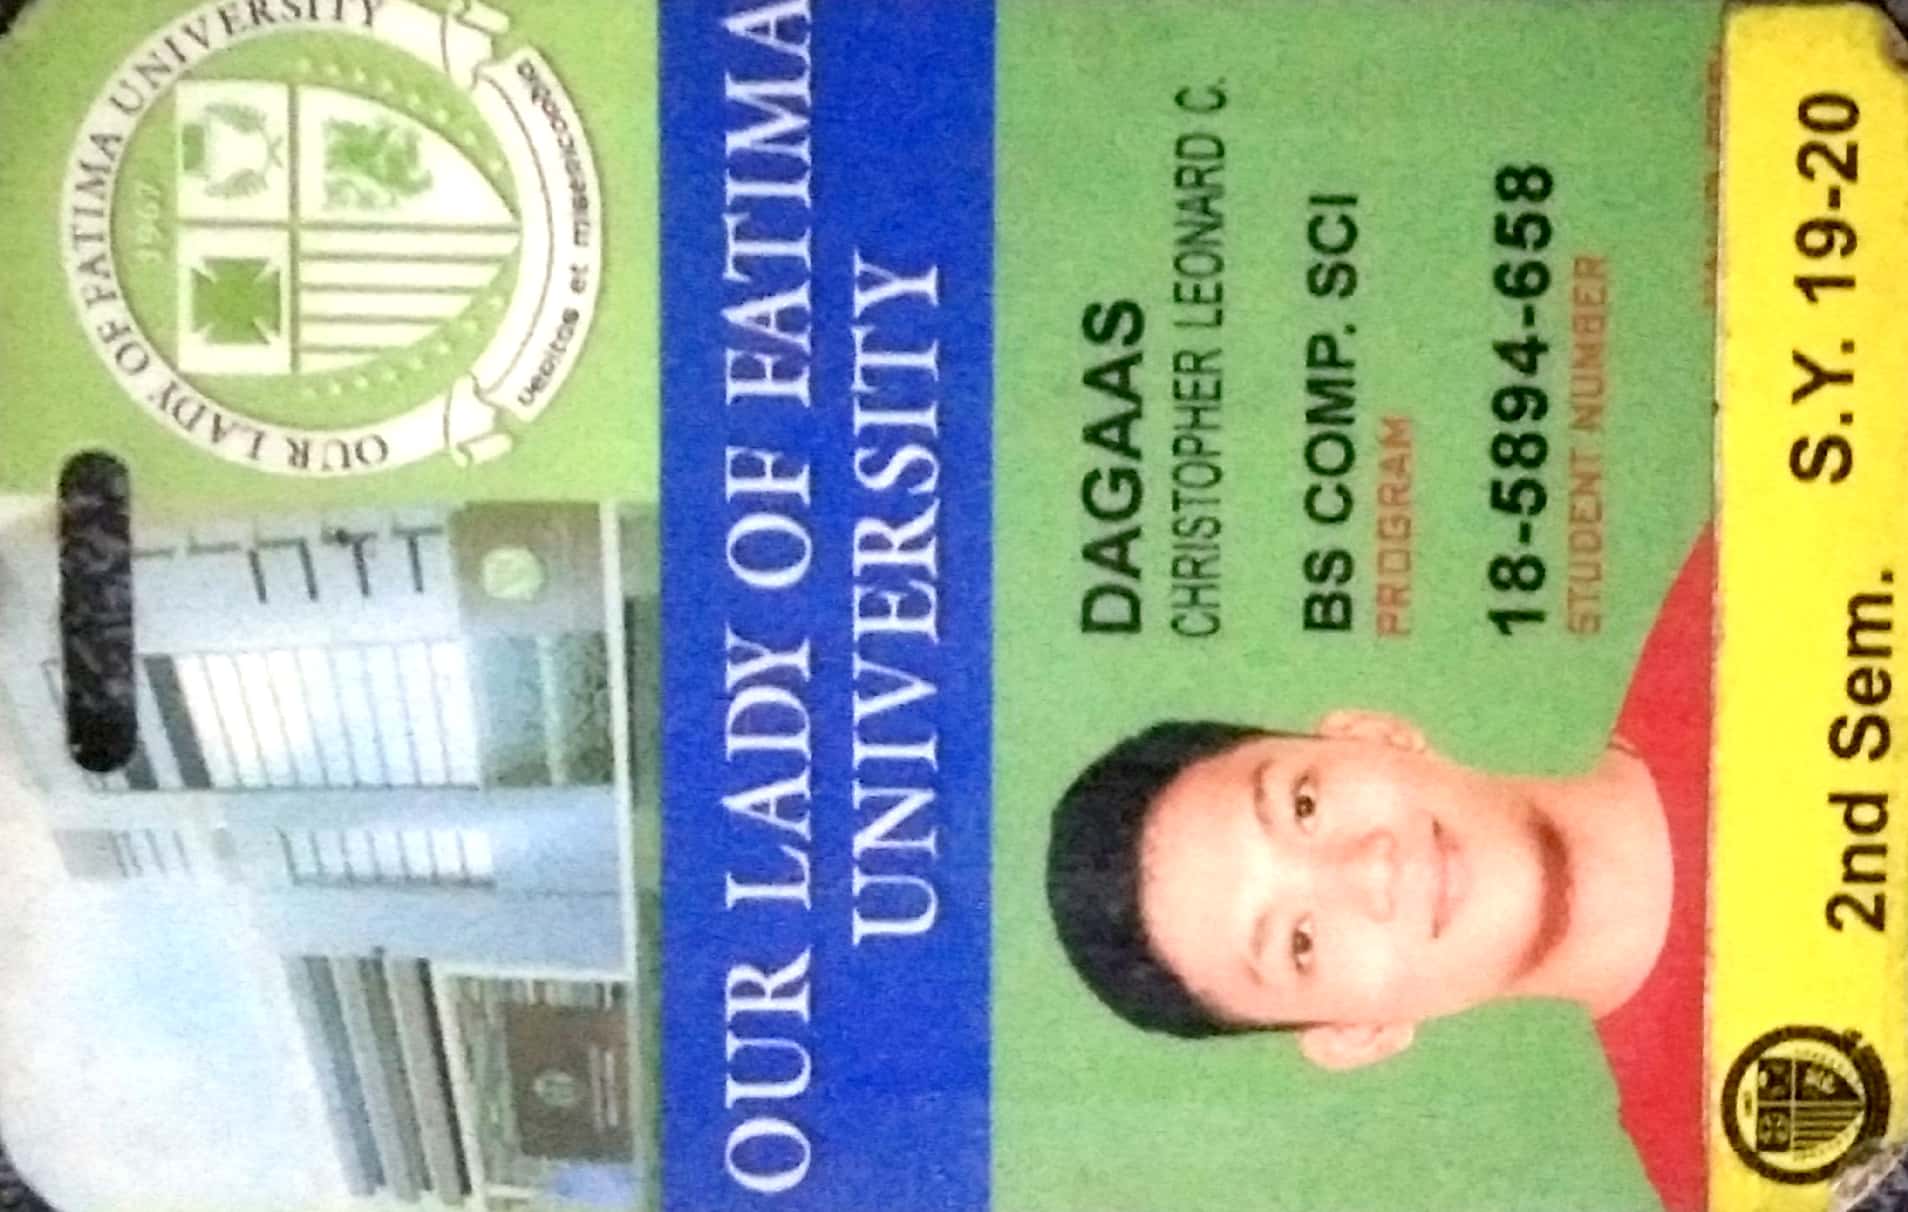 OUR LADY OF FATIMA UNIVERSITY
1967
veritas et misericordia
OUR LADY OF FATIMA
UNIVERSITY
DAGAAS
CHRISTOPHER LEONARD C.
BS COMP. SCI
PROGRAM
18-5894-658
STUDENT NUMBER
2nd Sem. S.Y. 19-20